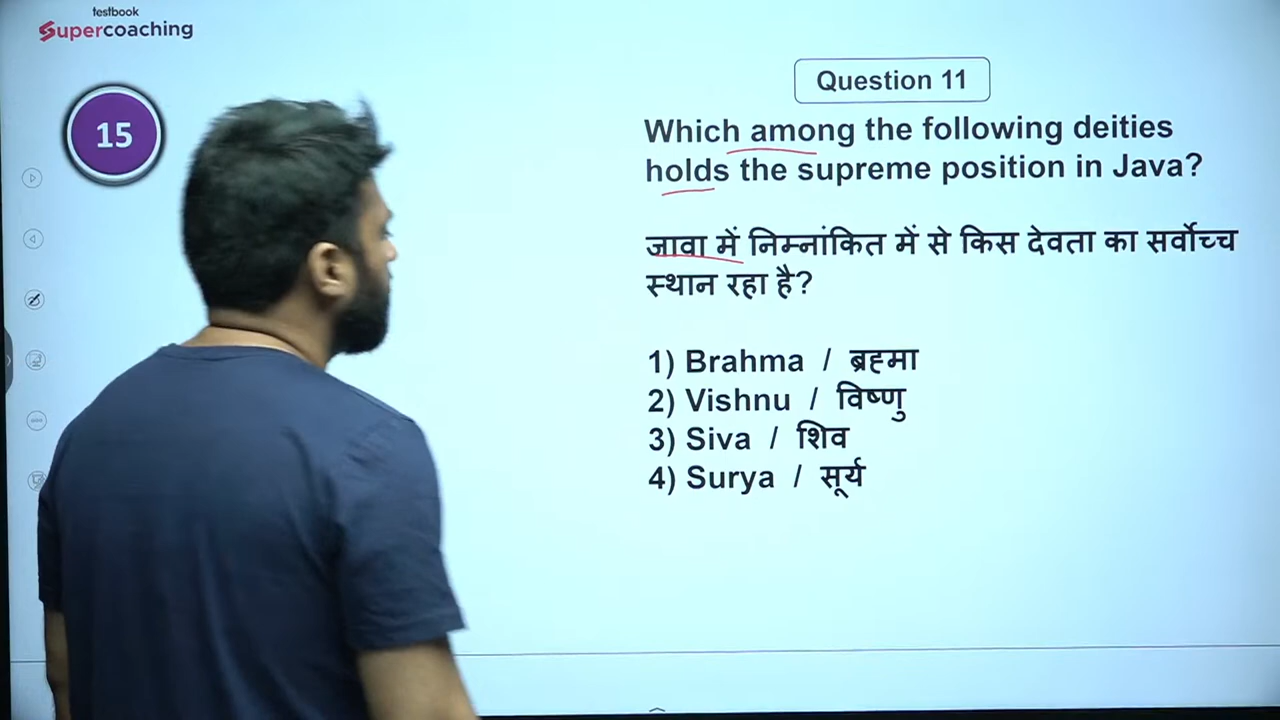 testbook
Supercoaching
15
Question 11
Which among the following deities
holds the supreme position in Java?
जावा में निम्नांकित में से किस देवता का सर्वोच्च
स्थान रहा है?
1) Brahma / ब्रह्मा
2) Vishnu / विष्णु
3) Siva / शिव
4) Surya / सूर्य